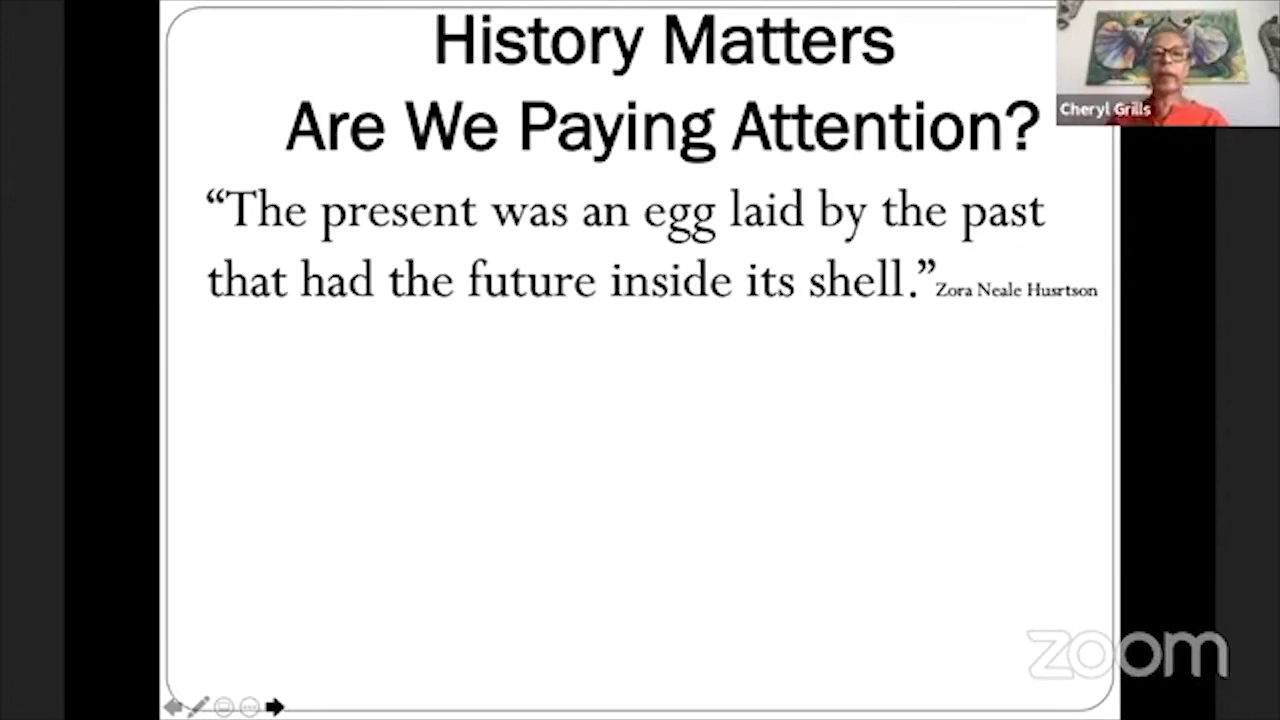 History Matters
Are We Paying Attention?
“The present was an egg laid by the past
that had the future inside its shell.” Zora Neale Husrtson
Cheryl Grills
zoom